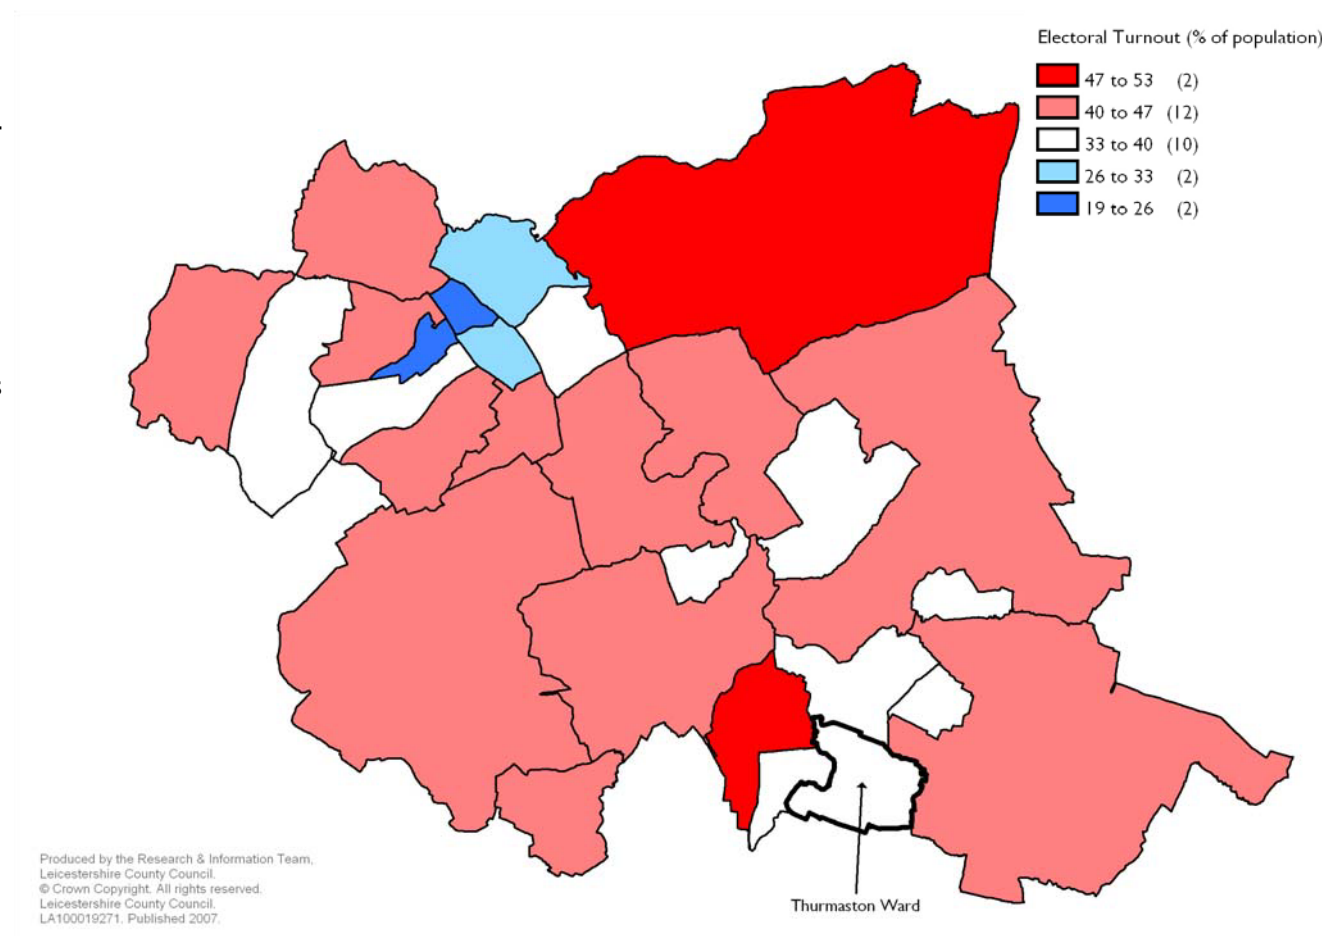 Electoral Turnout (% of population)
47 to 53 (2)
40 to 47 (12)
33 to 40 (10)
26 to 33 (2)
19 to 26 (2)
Produced by the Research & Information Team,
Leicestershire County Council.
© Crown Copyright. All rights reserved.
Leicestershire County Council.
LA100019271. Published 2007.
Thurmaston Ward